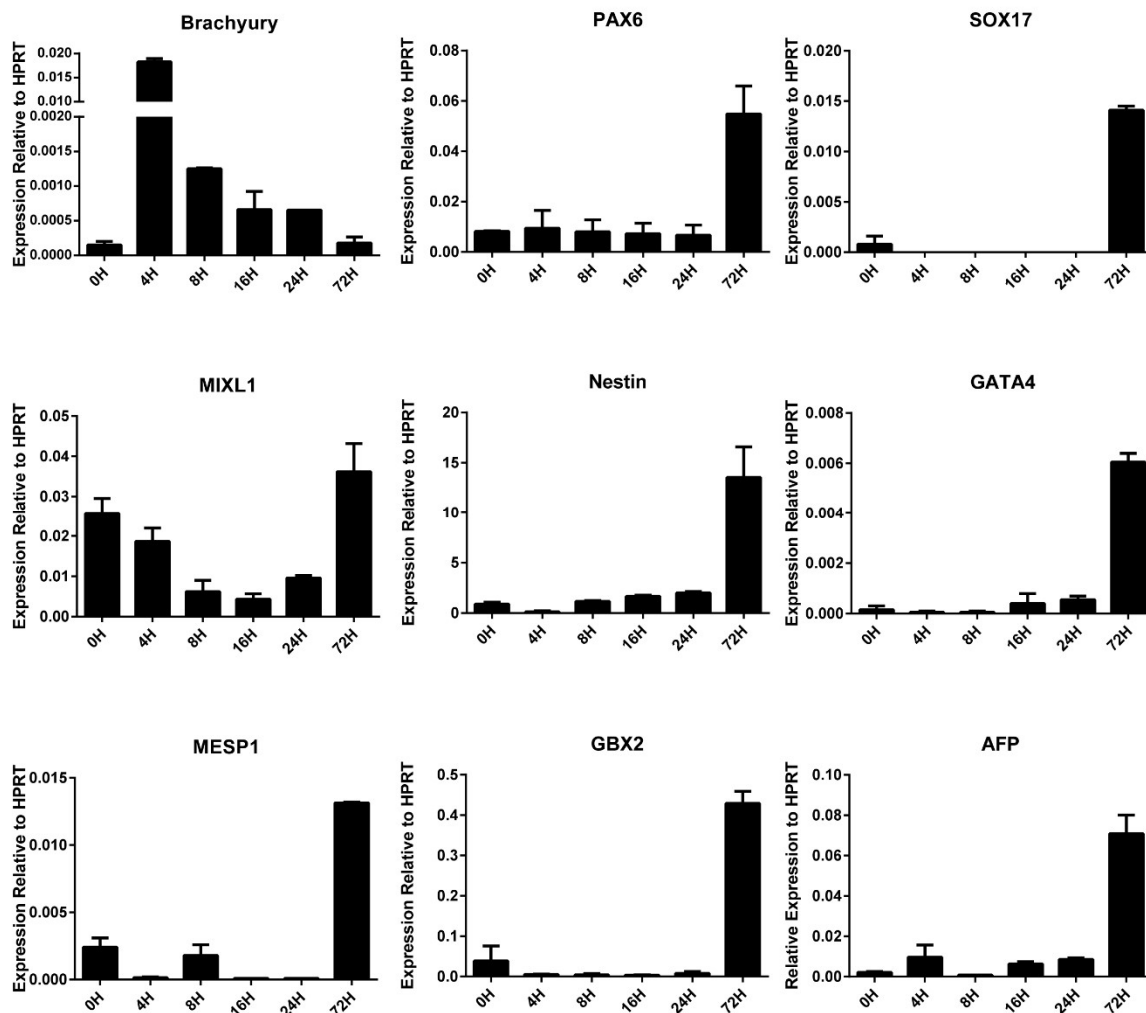 Brachyury
Expression Relative to HPRT
0.020
0.015
0.010
0.0020
0.0015
0.0010
0.0005
0.0000
0H 4H 8H 16H 24H 72H
PAX6
Expression Relative to HPRT
0.08
0.06
0.04
0.02
0.00
0H 4H 8H 16H 24H 72H
SOX17
Expression Relative to HPRT
0.020
0.015
0.010
0.005
0.000
0H 4H 8H 16H 24H 72H
MIXL1
Expression Relative to HPRT
0.05
0.04
0.03
0.02
0.01
0.00
0H 4H 8H 16H 24H 72H
Nestin
Expression Relative to HPRT
20
15
10
5
0
0H 4H 8H 16H 24H 72H
GATA4
Expression Relative to HPRT
0.008
0.006
0.004
0.002
0.000
0H 4H 8H 16H 24H 72H
MESP1
Expression Relative to HPRT
0.015
0.010
0.005
0.000
0H 4H 8H 16H 24H 72H
GBX2
Expression Relative to HPRT
0.5
0.4
0.3
0.2
0.1
0.0
0H 4H 8H 16H 24H 72H
AFP
Relative Expression to HPRT
0.10
0.08
0.06
0.04
0.02
0.00
0H 4H 8H 16H 24H 72H